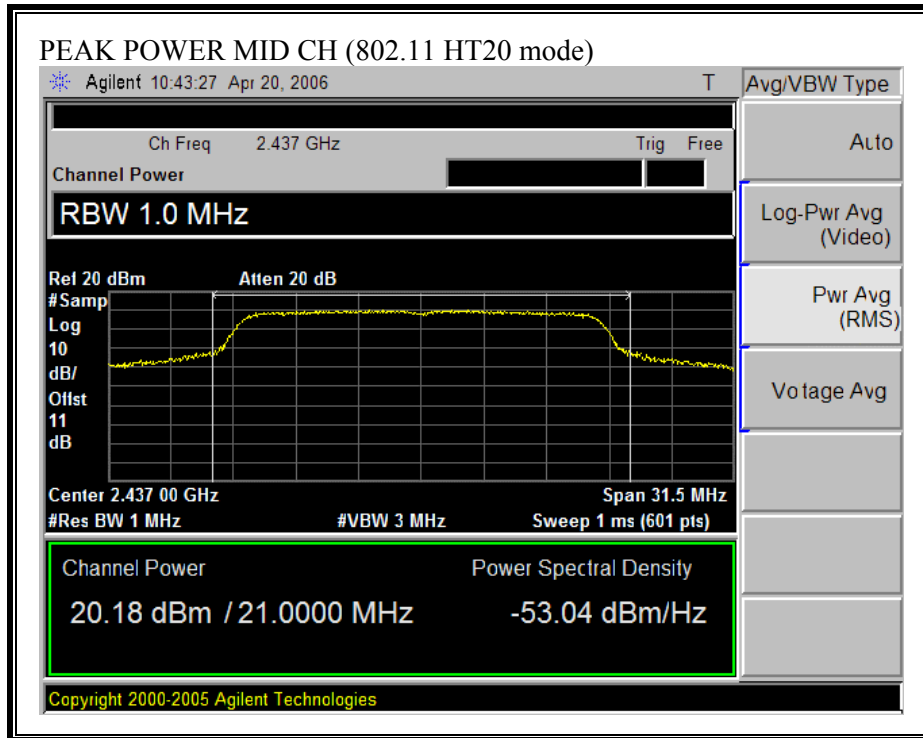 PEAK POWER MID CH (802.11 HT20 mode)
Agilent 10:43:27 Apr 20, 2006 T
Avg/VBW Type
Ch Freq 2.437 GHz Trig Free
Channel Power
RBW 1.0 MHz
Ref 20 dBm Atten 20 dB
#Samp
Log
10
dB/
Offst
11
dB
Center 2.437 00 GHz Span 31.5 MHz
#Res BW 1 MHz #VBW 3 MHz Sweep 1 ms (601 pts)
Channel Power Power Spectral Density
20.18 dBm / 21.0000 MHz -53.04 dBm/Hz
Copyright 2000-2005 Agilent Technologies
Auto
Log-Pwr Avg
(Video)
Pwr Avg
(RMS)
Voltage Avg